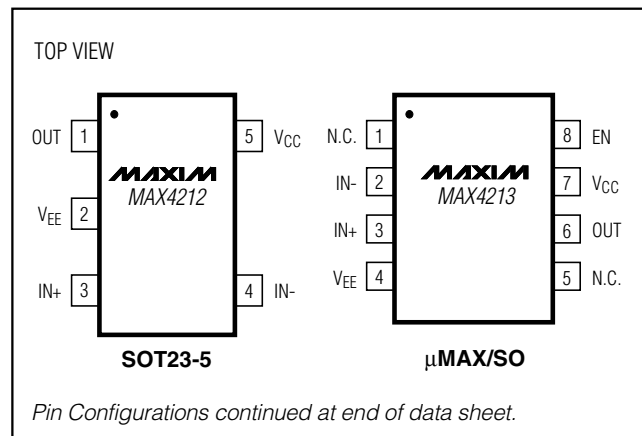 TOP VIEW
OUT 1
5 VCC
MAXIM
MAX4212
VEE 2
IN+ 3
4 IN-
SOT23-5
N.C. 1
8 EN
IN- 2
MAXIM
7 VCC
MAX4213
IN+ 3
6 OUT
VEE 4
5 N.C.
μMAX/SO
Pin Configurations continued at end of data sheet.